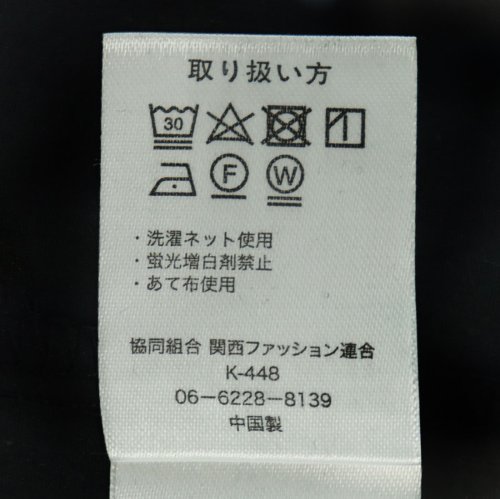 取り扱い方
30
F W
・洗濯ネット使用
・蛍光増白剤禁止
・あて布使用
協同組合 関西ファッション連合
K-448
06-6228-8139
中国製